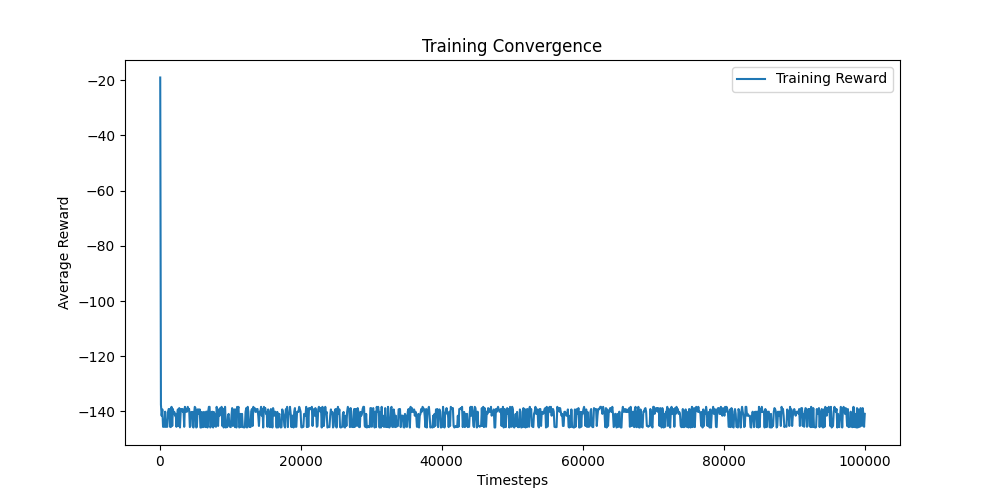 Training Convergence
Training Reward
Average Reward
−20
−40
−60
−80
−100
−120
−140
0 20000 40000 60000 80000 100000
Timesteps